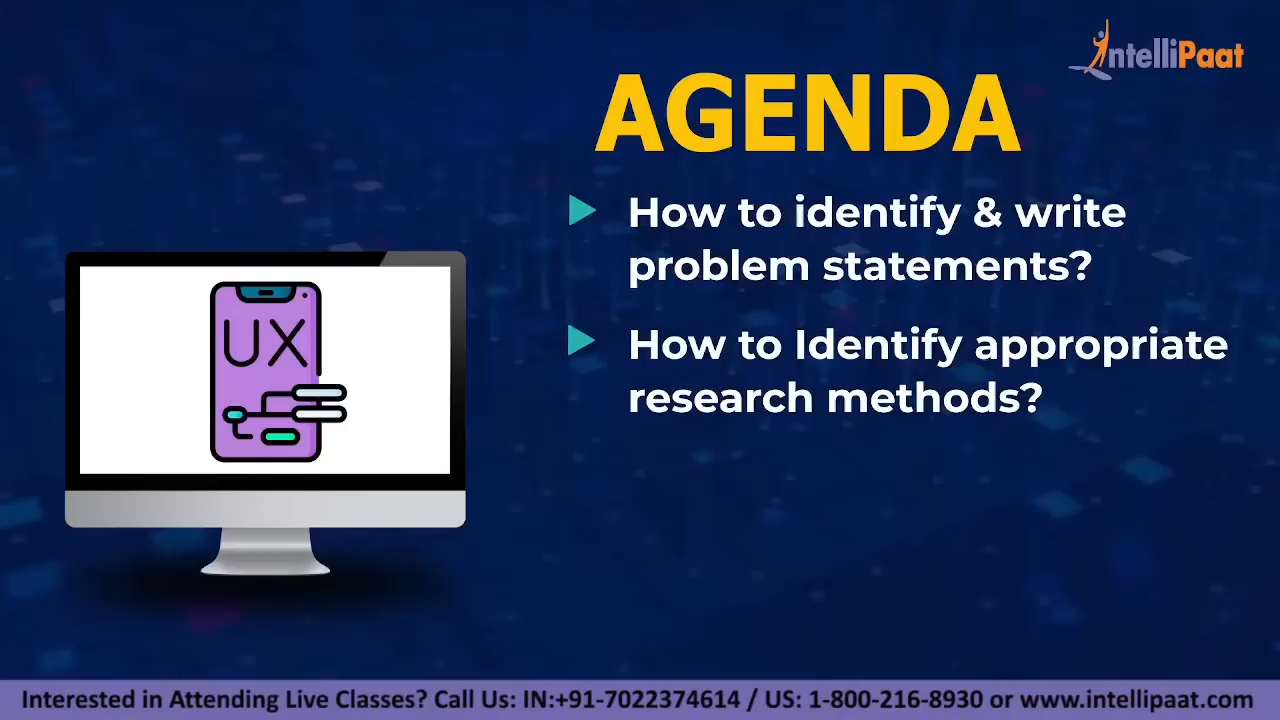 IntelliPaat
AGENDA
How to identify & write
problem statements?
How to Identify appropriate
research methods?
UX
Interested in Attending Live Classes? Call Us: IN:+91-7022374614 / US: 1-800-216-8930 or www.intellipaat.com